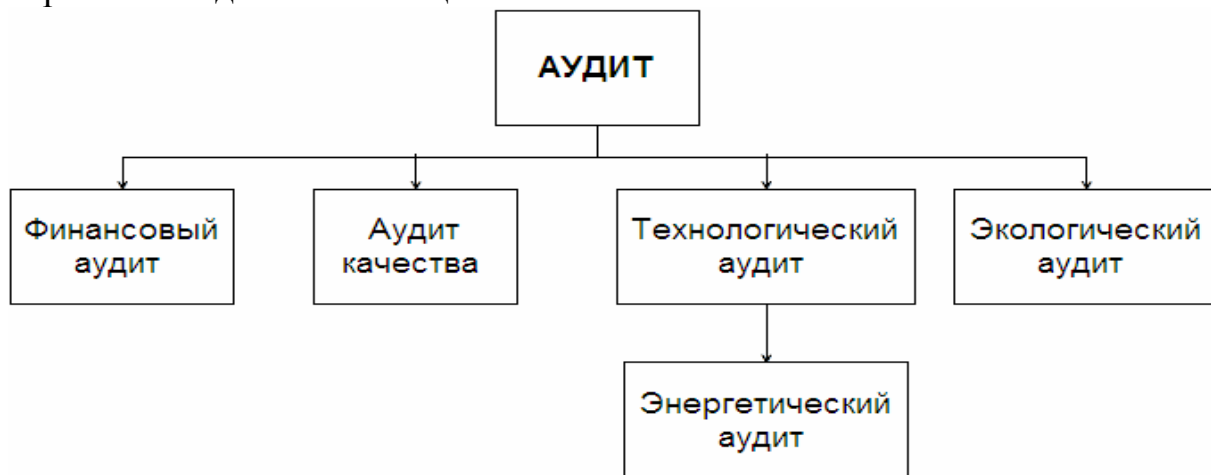 АУДИТ
Финансовый
аудит
Аудит
качества
Технологический
аудит
Экологический
аудит
Энергетический
аудит